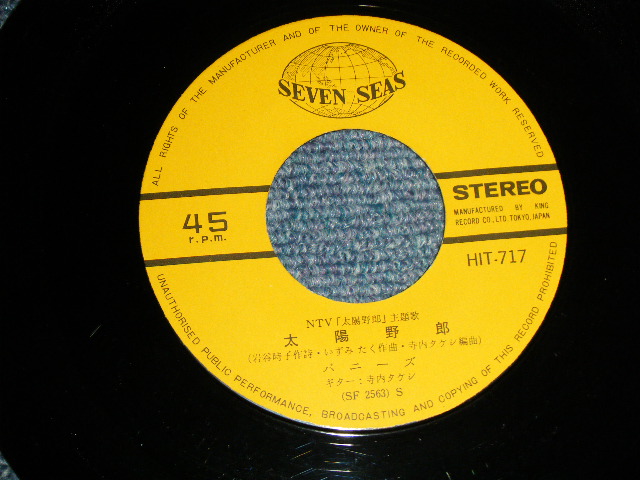 ALL RIGHTS OF THE MANUFACTURER AND OF THE OWNER OF THE RECORDED WORK RESERVED
SEVEN SEAS
45
r.p.m.
STEREO
MANUFACTURED BY KING
RECORD CO., LTD. TOKYO, JAPAN
HIT-717
NTV「太陽野郎」主題歌
太陽野郎
(岩谷時子作詩・いずみたく作曲・寺内タケシ編曲)
バニーズ
ギター：寺内タケシ
(SF 2563) S
UNAUTHORISED PUBLIC PERFORMANCE, BROADCASTING AND COPYING OF THIS RECORD PROHIBITED